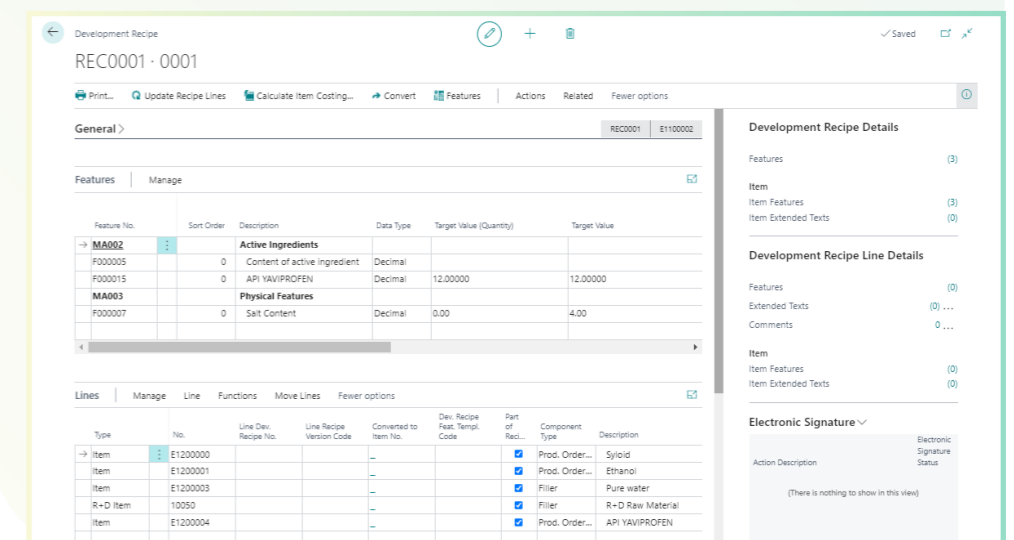 Development Recipe
✓ Saved
REC0001 · 0001
Print... Update Recipe Lines Calculate Item Costing... Convert Features Actions Related Fewer options
General
REC0001 E1100002
Features Manage
Feature No. Sort Order Description Data Type Target Value (Quantity) Target Value
MA002 Active Ingredients
F000005 0 Content of active ingredient Decimal
F000015 0 API YAVIPROFEN Decimal 12.00000 12.00000
MA003 Physical Features
F000007 0 Salt Content Decimal 0.00 4.00
Lines Manage Line Functions Move Lines Fewer options
Type No. Line Dev. Recipe No. Line Recipe Version Code Converted to Item No. Dev. Recipe Feat. Templ. Code Part of Reci... Component Type Description
Item E1200000 _ Prod. Order... Syloid
Item E1200001 _ Prod. Order... Ethanol
Item E1200003 _ Filler Pure water
R+D Item 10050 _ Filler R+D Raw Material
Item E1200004 _ Prod. Order... API YAVIPROFEN
Development Recipe Details
Features (3)
Item
Item Features (3)
Item Extended Texts (0)
Development Recipe Line Details
Features (0)
Extended Texts (0) ...
Comments 0 ...
Item
Item Features (0)
Item Extended Texts (0)
Electronic Signature
Action Description Electronic Signature Status
(There is nothing to show in this view)